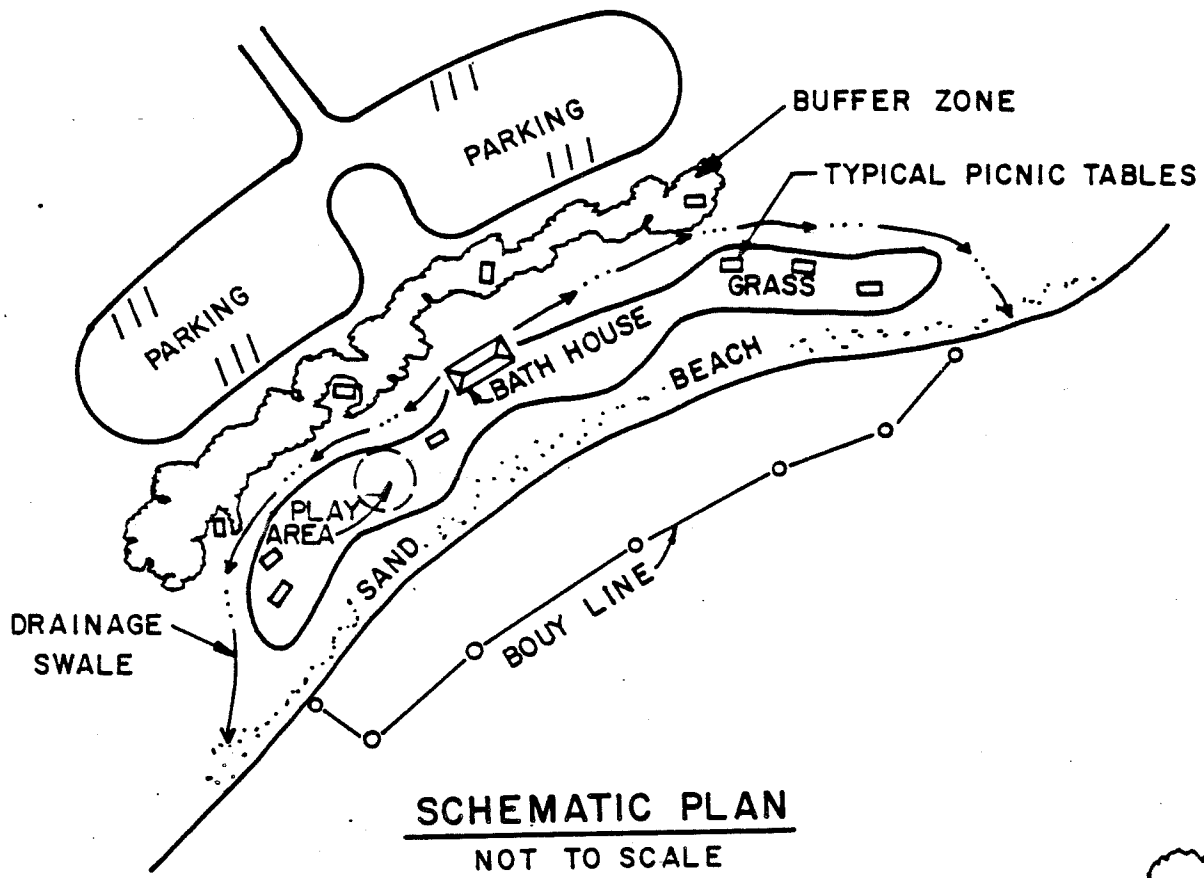 PARKING
BUFFER ZONE
TYPICAL PICNIC TABLES
GRASS
PARKING
BATH HOUSE
BEACH
PLAY
AREA
SAND
BOUY LINE
DRAINAGE
SWALE
SCHEMATIC PLAN
NOT TO SCALE